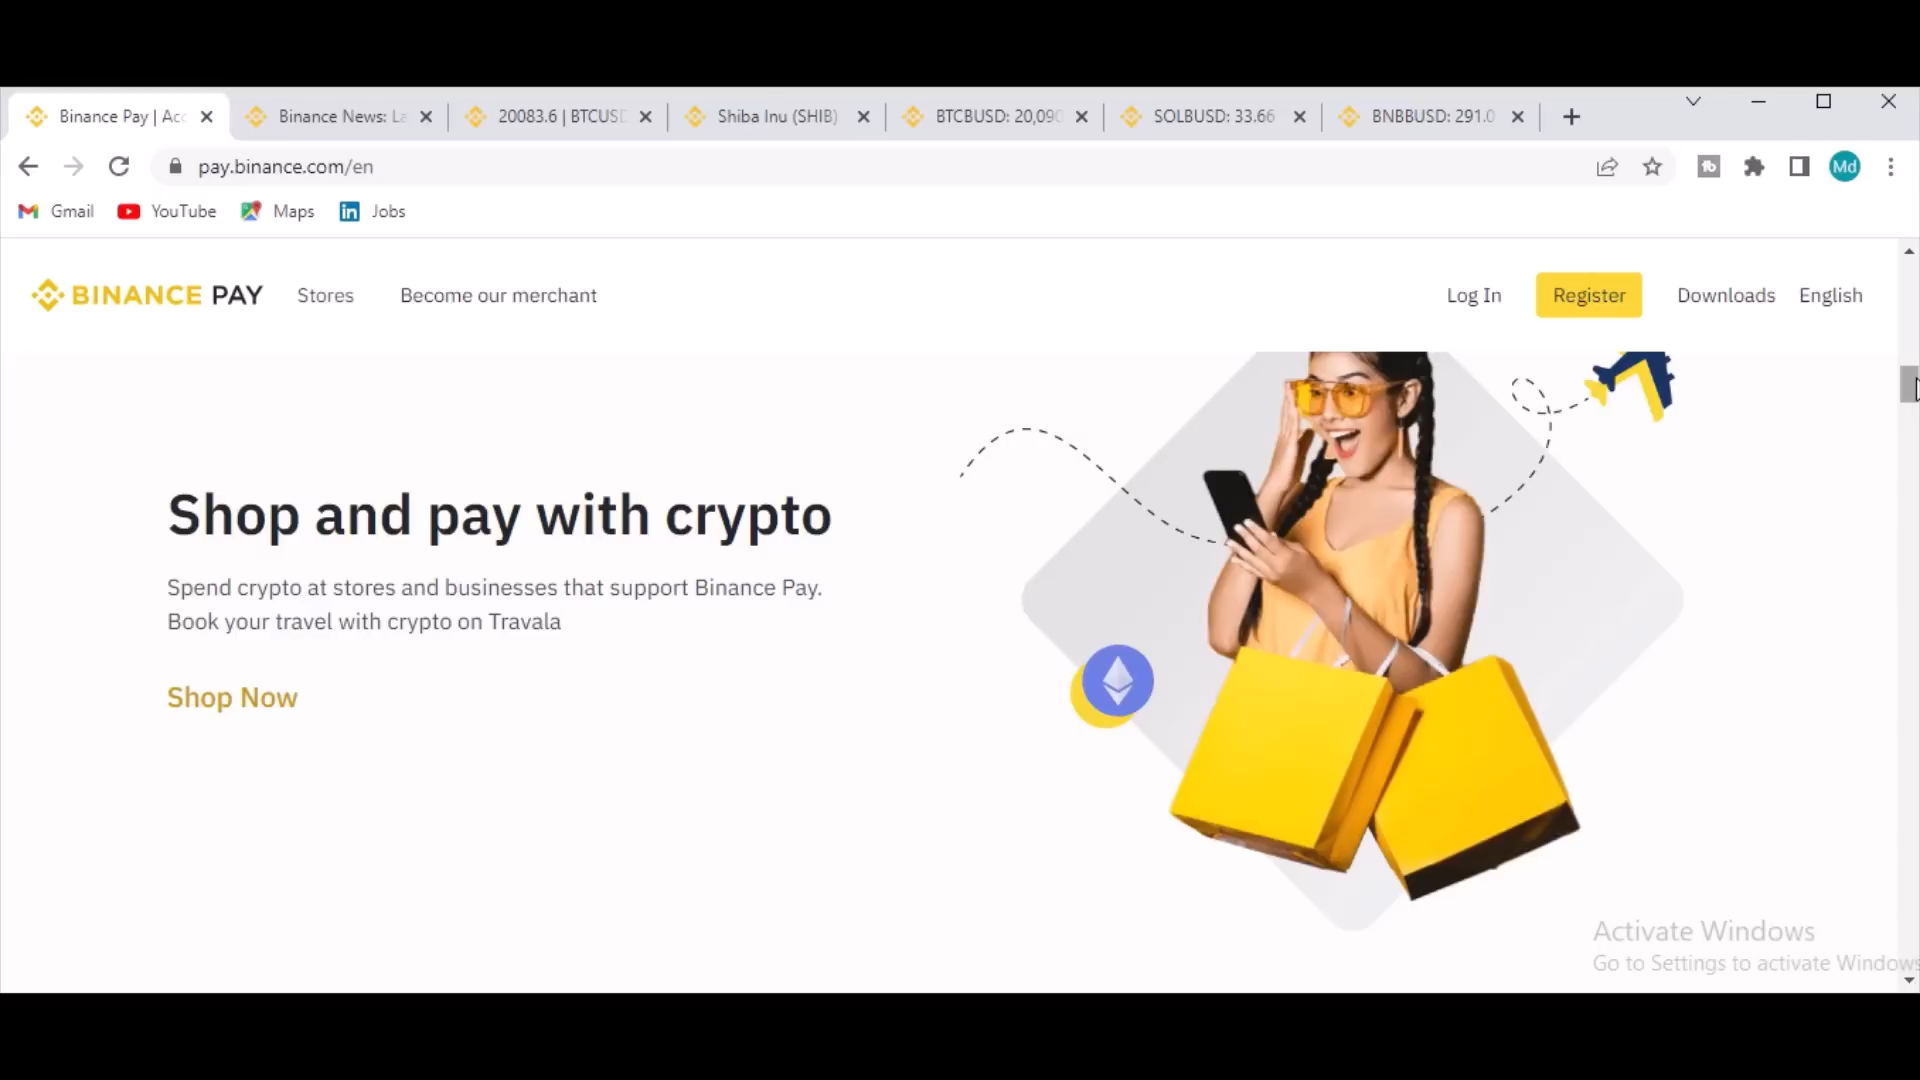 Binance Pay | Acc
Binance News: La
20083.6 | BTCUSD
Shiba Inu (SHIB)
BTCBUSD: 20,090
SOLBUSD: 33.66
BNBBUSD: 291.0
pay.binance.com/en
Md
Gmail
YouTube
Maps
Jobs
BINANCE PAY
Stores
Become our merchant
Log In
Register
Downloads
English
Shop and pay with crypto
Spend crypto at stores and businesses that support Binance Pay.
Book your travel with crypto on Travala
Shop Now
Activate Windows
Go to Settings to activate Windows